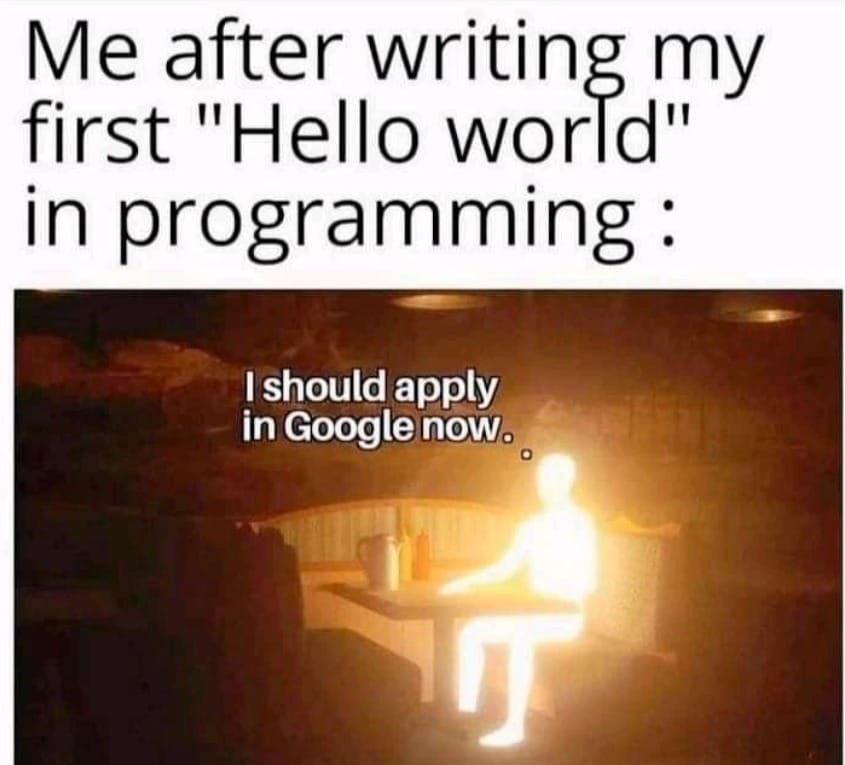 Me after writing my
first "Hello world"
in programming :
I should apply
in Google now.